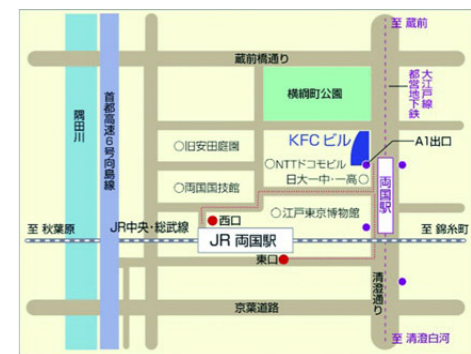 至 蔵前
蔵前橋通り
大江戸線
都営地下鉄
横綱町公園
隅田川
首都高速6号・向島線
KFCビル
A1出口
○旧安田庭園
○NTTドコモビル
日大一中・一高○
○両国国技館
両国駅
○江戸東京博物館
西口
至 秋葉原
JR中央・総武線
JR 両国駅
至 錦糸町
東口
清澄通り
京葉道路
至 清澄白河